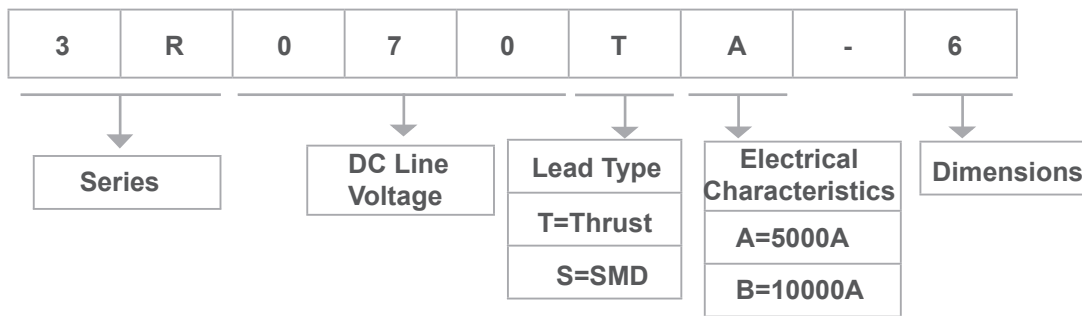 3 R 0 7 0 T A - 6
Series
DC Line
Voltage
Lead Type
T=Thrust
S=SMD
Electrical
Characteristics
A=5000A
B=10000A
Dimensions